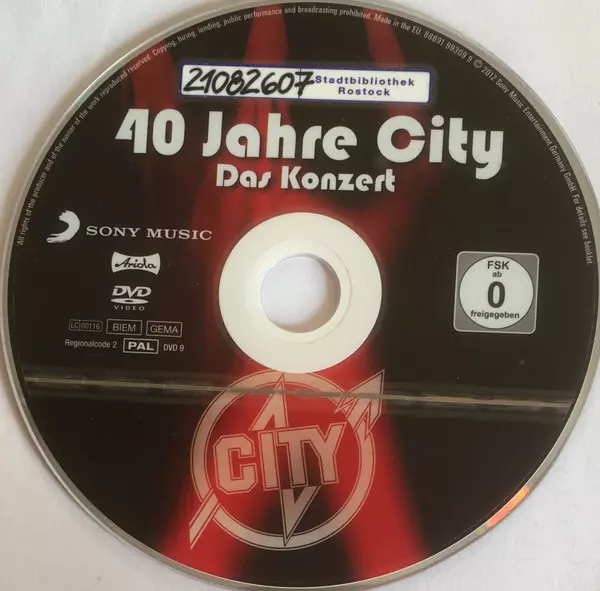 All rights of the producer and of the owner of the work reproduced reserved. Copying, hiring, lending, public performance and broadcasting prohibited. Made in the EU. 88691 99309 9 © 2012 Sony Music Entertainment Germany GmbH. For details see booklet.
21082607
Stadtbibliothek
Rostock
40 Jahre City
Das Konzert
SONY MUSIC
Ariola
DVD
VIDEO
LC 00116 BIEM GEMA
Regionalcode 2 PAL DVD 9
FSK
ab
0
freigegeben
CITY